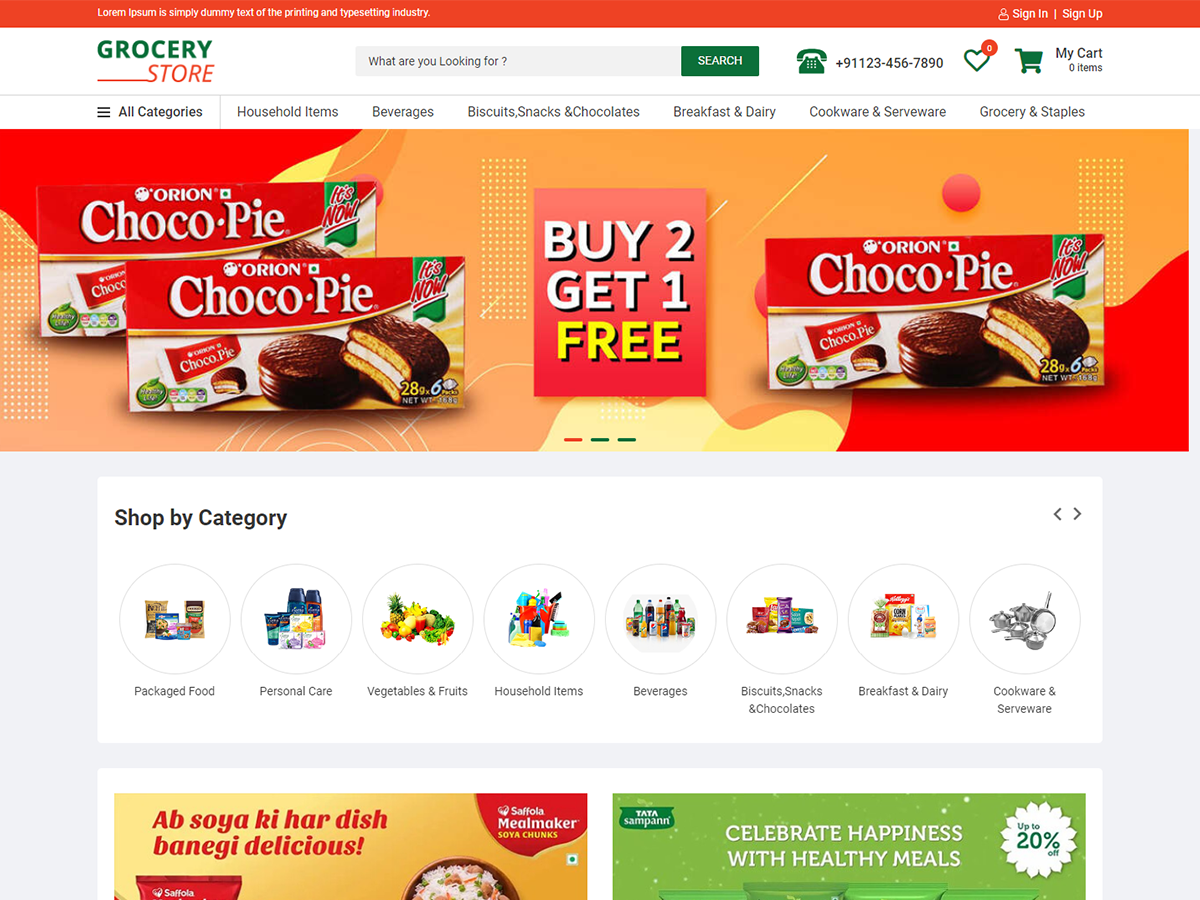 Lorem Ipsum is simply dummy text of the printing and typesetting industry.
Sign In | Sign Up
GROCERY
STORE
What are you Looking for ?
SEARCH
+91123-456-7890
0
My Cart
0 items
All Categories
Household Items
Beverages
Biscuits,Snacks &Chocolates
Breakfast & Dairy
Cookware & Serveware
Grocery & Staples
ORION
Choco·Pie
It's
NOW
ORION
Choco·Pie
It's
NOW
ORION
Choco.Pie
28g x 6 Packs
NET WT. 168g
BUY 2
GET 1
FREE
ORION
Choco·Pie
It's
NOW
ORION
Choco.Pie
28g x 6 Packs
NET WT. 168g
Shop by Category
Packaged Food
Personal Care
Vegetables & Fruits
Household Items
Beverages
Biscuits,Snacks
&Chocolates
Breakfast & Dairy
Cookware &
Serveware
Ab soya ki har dish
banegi delicious!
Saffola
Mealmaker
SOYA CHUNKS
Saffola
TATA
sampann
CELEBRATE HAPPINESS
WITH HEALTHY MEALS
Up to
20%
off